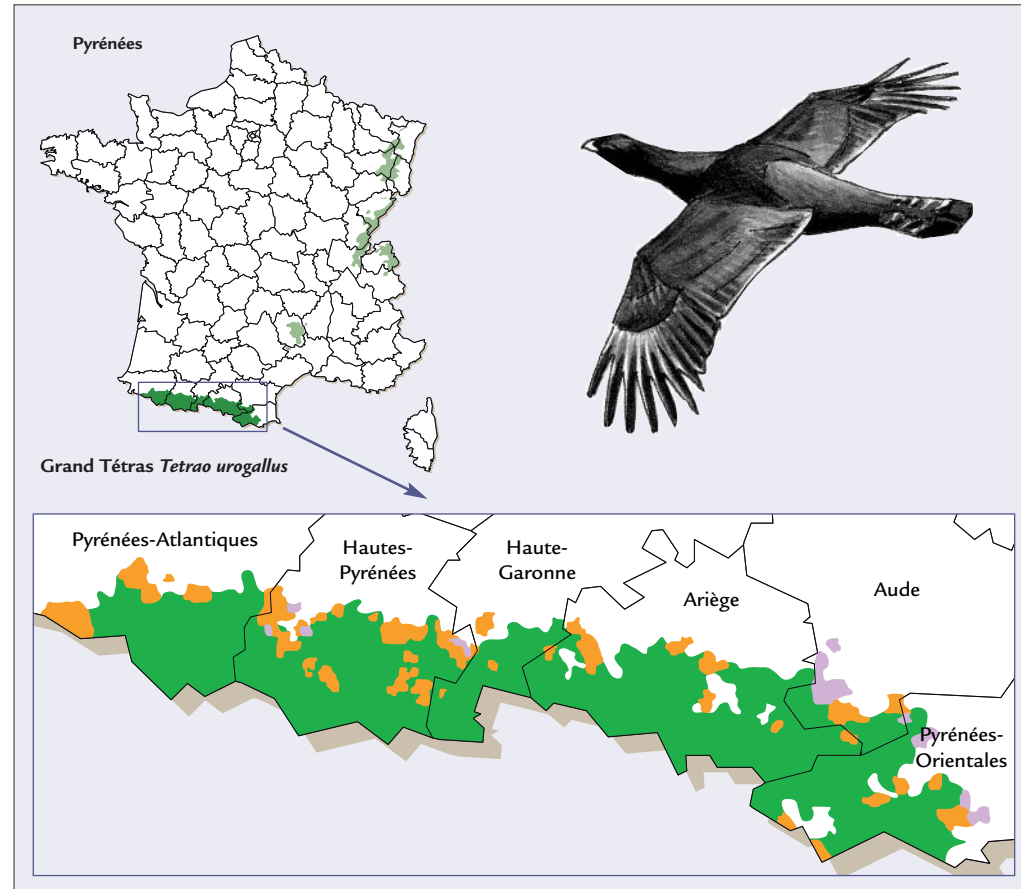 Pyrénées
Grand Tétras Tetrao urogallus
Pyrénées-Atlantiques
Hautes-
Pyrénées
Haute-
Garonne
Ariège
Aude
Pyrénées-
Orientales